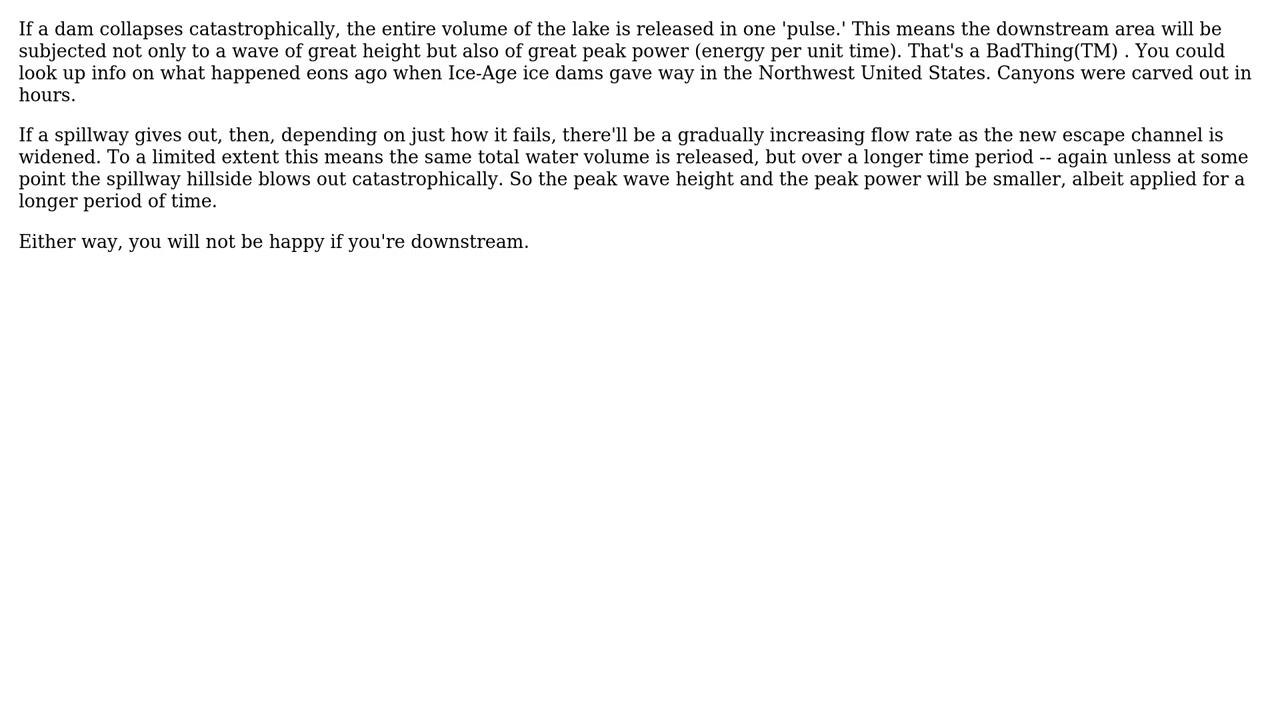 If a dam collapses catastrophically, the entire volume of the lake is released in one 'pulse.' This means the downstream area will be
subjected not only to a wave of great height but also of great peak power (energy per unit time). That's a BadThing(TM) . You could
look up info on what happened eons ago when Ice-Age ice dams gave way in the Northwest United States. Canyons were carved out in
hours.
If a spillway gives out, then, depending on just how it fails, there'll be a gradually increasing flow rate as the new escape channel is
widened. To a limited extent this means the same total water volume is released, but over a longer time period -- again unless at some
point the spillway hillside blows out catastrophically. So the peak wave height and the peak power will be smaller, albeit applied for a
longer period of time.
Either way, you will not be happy if you're downstream.